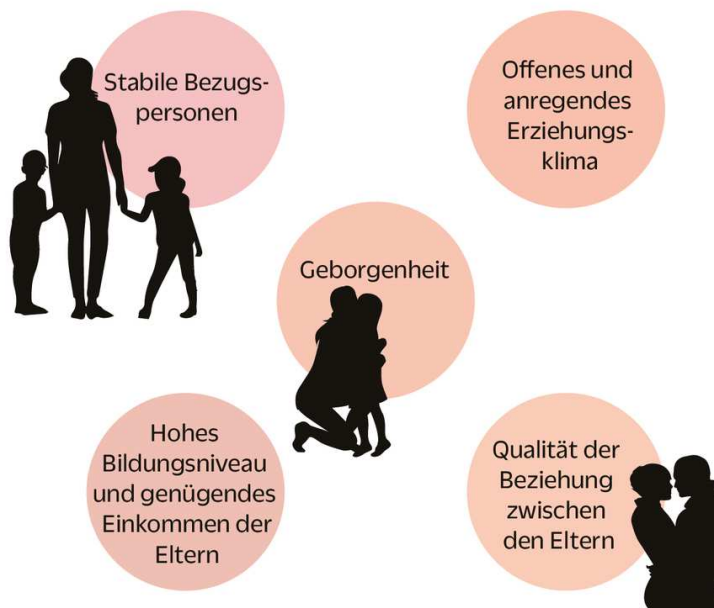 Stabile Bezugs-
personen
Offenes und
anregendes
Erziehungs-
klima
Geborgenheit
Hohes
Bildungsniveau
und genügendes
Einkommen der
Eltern
Qualität der
Beziehung
zwischen
den Eltern